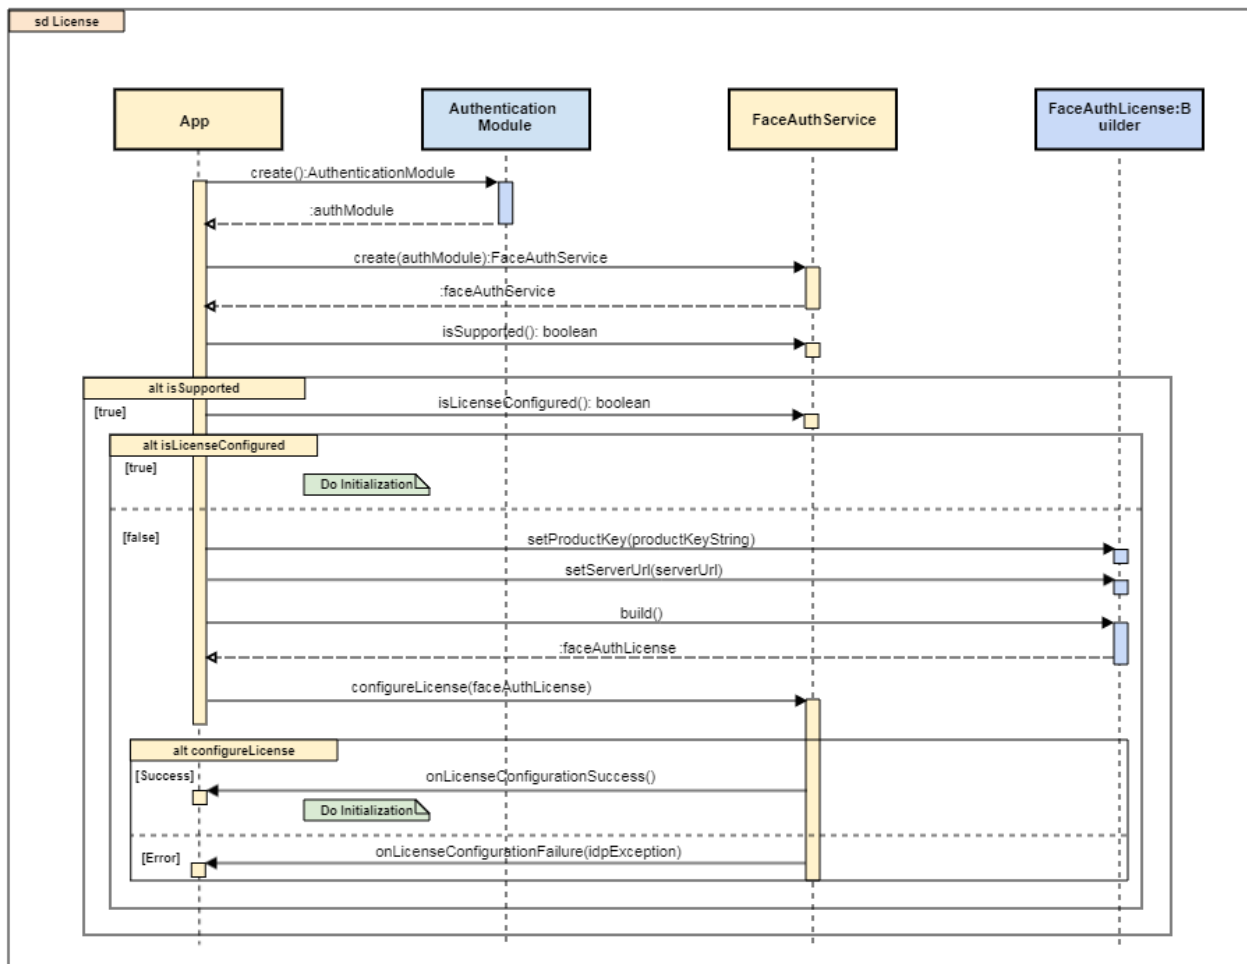 sd License
App
Authentication
Module
FaceAuthService
FaceAuthLicense:B
uilder
create():AuthenticationModule
:authModule
create(authModule):FaceAuthService
:faceAuthService
isSupported(): boolean
alt isSupported
[true]
isLicenseConfigured(): boolean
alt isLicenseConfigured
[true]
Do Initialization
[false]
setProductKey(productKeyString)
setServerUrl(serverUrl)
build()
:faceAuthLicense
configureLicense(faceAuthLicense)
alt configureLicense
[Success]
onLicenseConfigurationSuccess()
Do Initialization
[Error]
onLicenseConfigurationFailure(idpException)